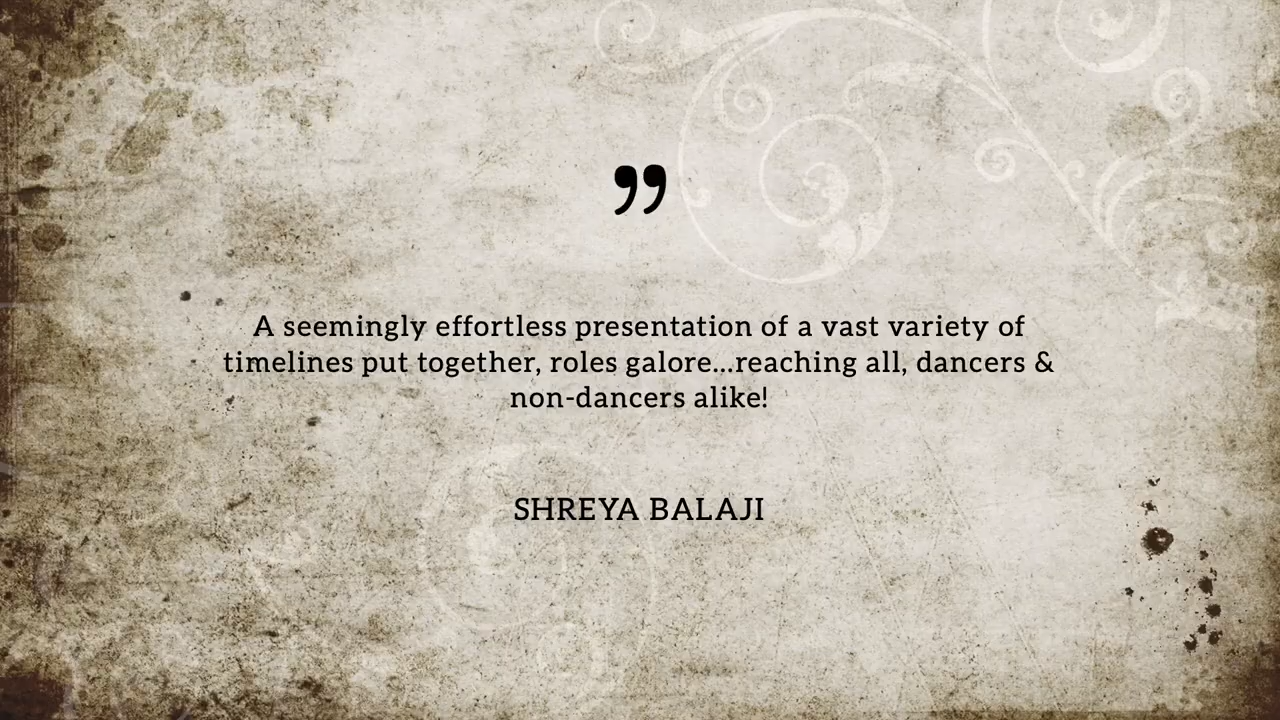 ”
A seemingly effortless presentation of a vast variety of
timelines put together, roles galore...reaching all, dancers &
non-dancers alike!
SHREYA BALAJI